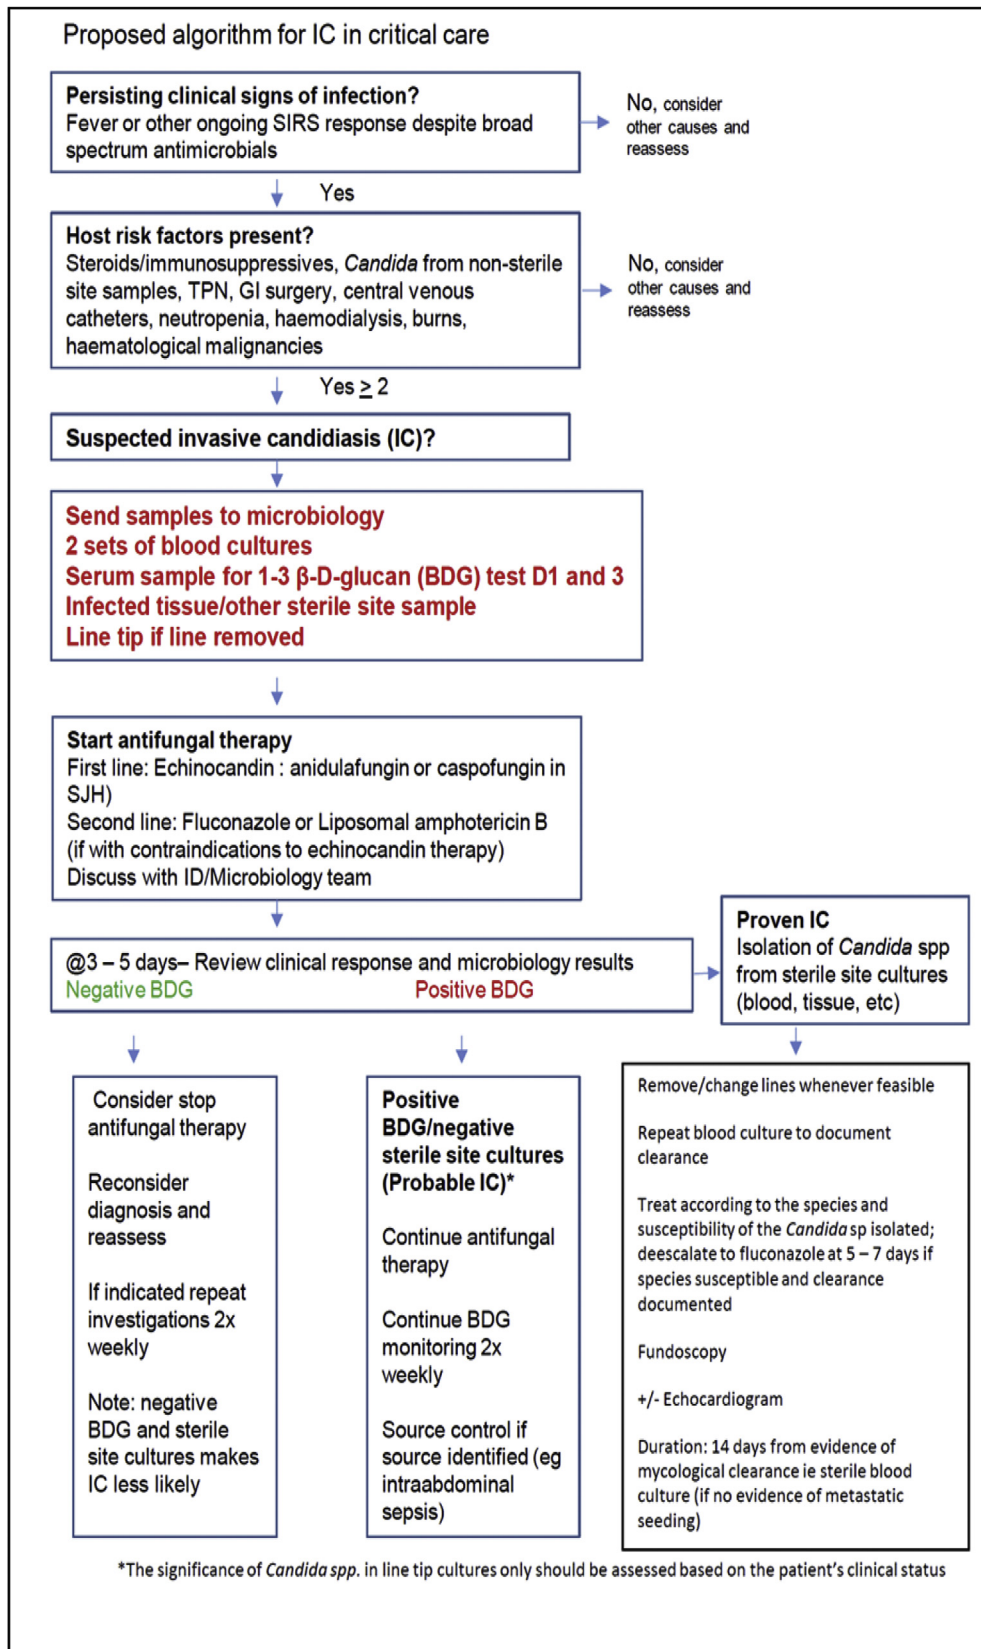 Proposed algorithm for IC in critical care
Persisting clinical signs of infection?
Fever or other ongoing SIRS response despite broad
spectrum antimicrobials
No, consider
other causes and
reassess
Yes
Host risk factors present?
Steroids/immunosuppressives, Candida from non-sterile
site samples, TPN, GI surgery, central venous
catheters, neutropenia, haemodialysis, burns,
haematological malignancies
No, consider
other causes and
reassess
Yes ≥ 2
Suspected invasive candidiasis (IC)?
Send samples to microbiology
2 sets of blood cultures
Serum sample for 1-3 β-D-glucan (BDG) test D1 and 3
Infected tissue/other sterile site sample
Line tip if line removed
Start antifungal therapy
First line: Echinocandin : anidulafungin or caspofungin in
SJH)
Second line: Fluconazole or Liposomal amphotericin B
(if with contraindications to echinocandin therapy)
Discuss with ID/Microbiology team
@3 – 5 days– Review clinical response and microbiology results
Negative BDG Positive BDG
Proven IC
Isolation of Candida spp
from sterile site cultures
(blood, tissue, etc)
Consider stop
antifungal therapy
Reconsider
diagnosis and
reassess
If indicated repeat
investigations 2x
weekly
Note: negative
BDG and sterile
site cultures makes
IC less likely
Positive
BDG/negative
sterile site cultures
(Probable IC)*
Continue antifungal
therapy
Continue BDG
monitoring 2x
weekly
Source control if
source identified (eg
intraabdominal
sepsis)
Remove/change lines whenever feasible
Repeat blood culture to document
clearance
Treat according to the species and
susceptibility of the Candida sp isolated;
deescalate to fluconazole at 5 – 7 days if
species susceptible and clearance
documented
Fundoscopy
+/- Echocardiogram
Duration: 14 days from evidence of
mycological clearance ie sterile blood
culture (if no evidence of metastatic
seeding)
*The significance of Candida spp. in line tip cultures only should be assessed based on the patient's clinical status